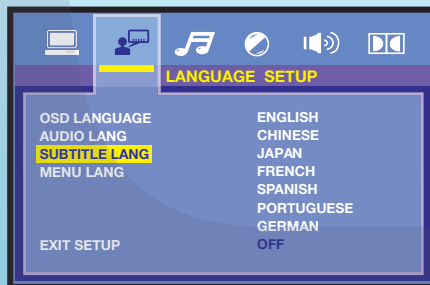 LANGUAGE SETUP
OSD LANGUAGE ENGLISH
AUDIO LANG CHINESE
SUBTITLE LANG JAPAN
MENU LANG FRENCH
SPANISH
PORTUGUESE
GERMAN
EXIT SETUP OFF